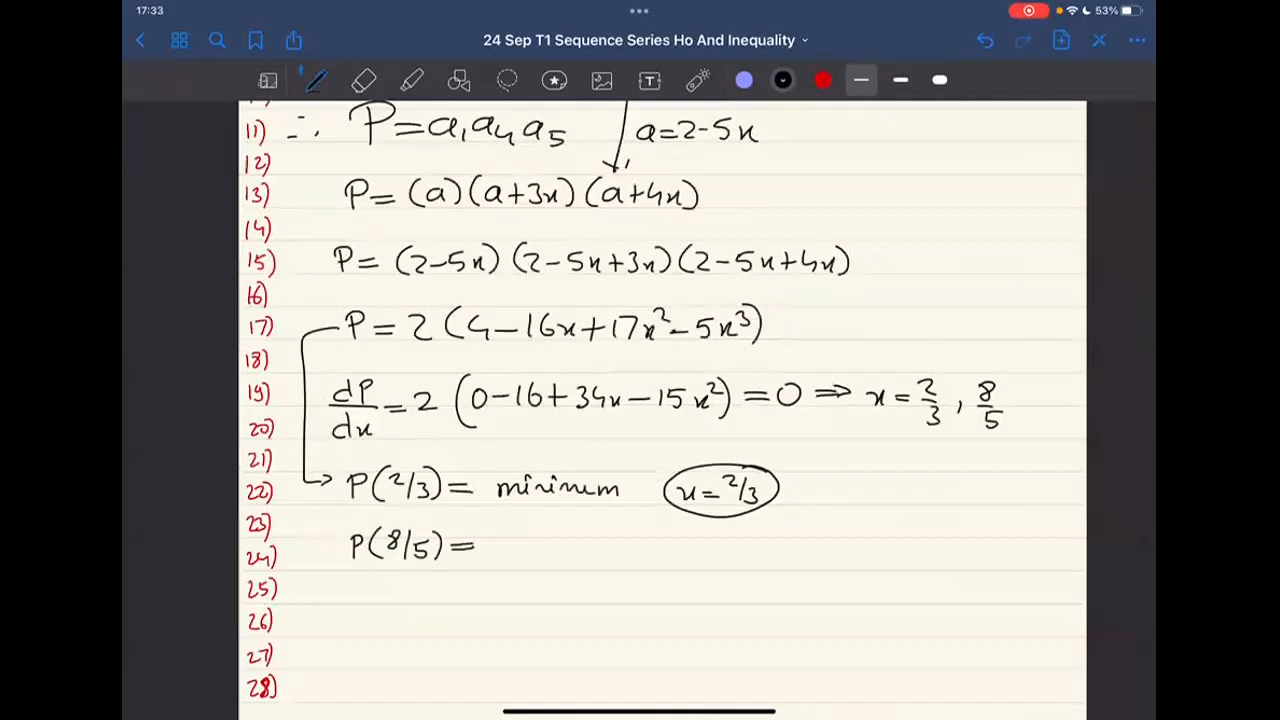 17:33
53%
24 Sep T1 Sequence Series Ho And Inequality
11) ∴ P = a₁a₄a₅ a = 2-5x
12)
13) P = (a)(a+3x)(a+4x)
14)
15) P = (2-5x)(2-5x+3x)(2-5x+4x)
16)
17) P = 2(4-16x+17x²-5x³)
18)
19) dP/dx = 2(0-16+34x-15x²) = 0 ⇒ x = 2/3, 8/5
20)
21)
22) P(2/3) = minimum x = 2/3
23)
24) P(8/5) =
25)
26)
27)
28)